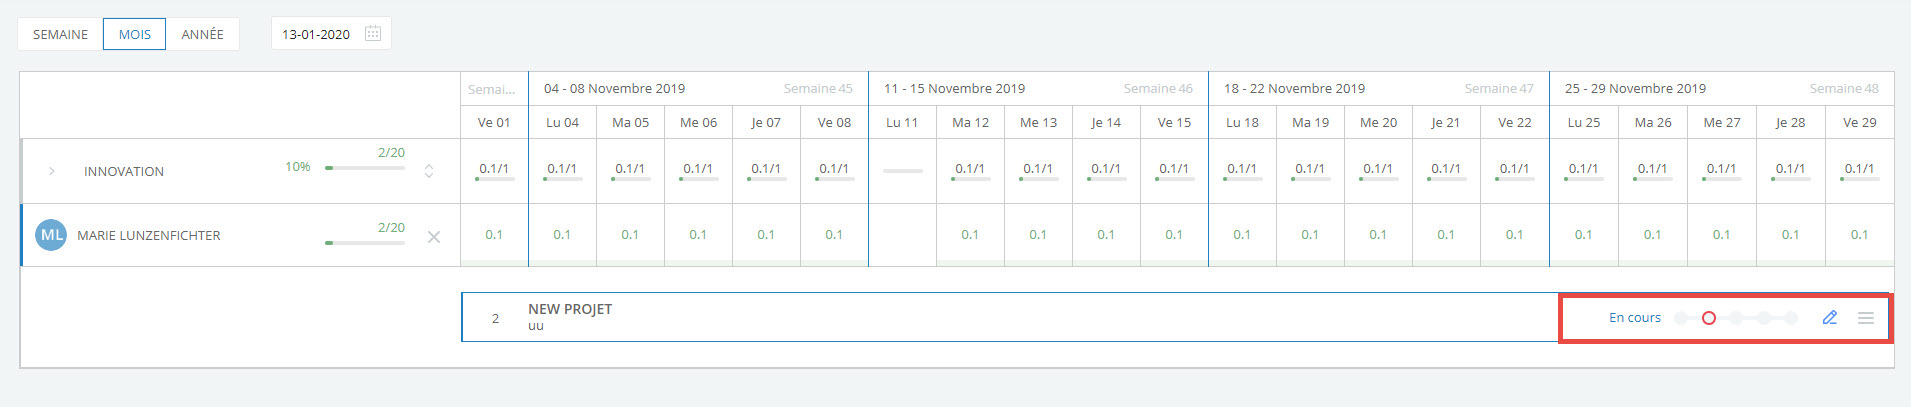 SEMAINE MOIS ANNÉE 13-01-2020
Semai... 04 - 08 Novembre 2019 Semaine 45 11 - 15 Novembre 2019 Semaine 46 18 - 22 Novembre 2019 Semaine 47 25 - 29 Novembre 2019 Semaine 48
Ve 01 Lu 04 Ma 05 Me 06 Je 07 Ve 08 Lu 11 Ma 12 Me 13 Je 14 Ve 15 Lu 18 Ma 19 Me 20 Je 21 Ve 22 Lu 25 Ma 26 Me 27 Je 28 Ve 29
INNOVATION 10% 2/20 0.1/1 0.1/1 0.1/1 0.1/1 0.1/1 0.1/1 0.1/1 0.1/1 0.1/1 0.1/1 0.1/1 0.1/1 0.1/1 0.1/1 0.1/1 0.1/1 0.1/1 0.1/1 0.1/1 0.1/1
ML MARIE LUNZENFICHTER 2/20 0.1 0.1 0.1 0.1 0.1 0.1 0.1 0.1 0.1 0.1 0.1 0.1 0.1 0.1 0.1 0.1 0.1 0.1 0.1 0.1
2 NEW PROJET En cours
uu